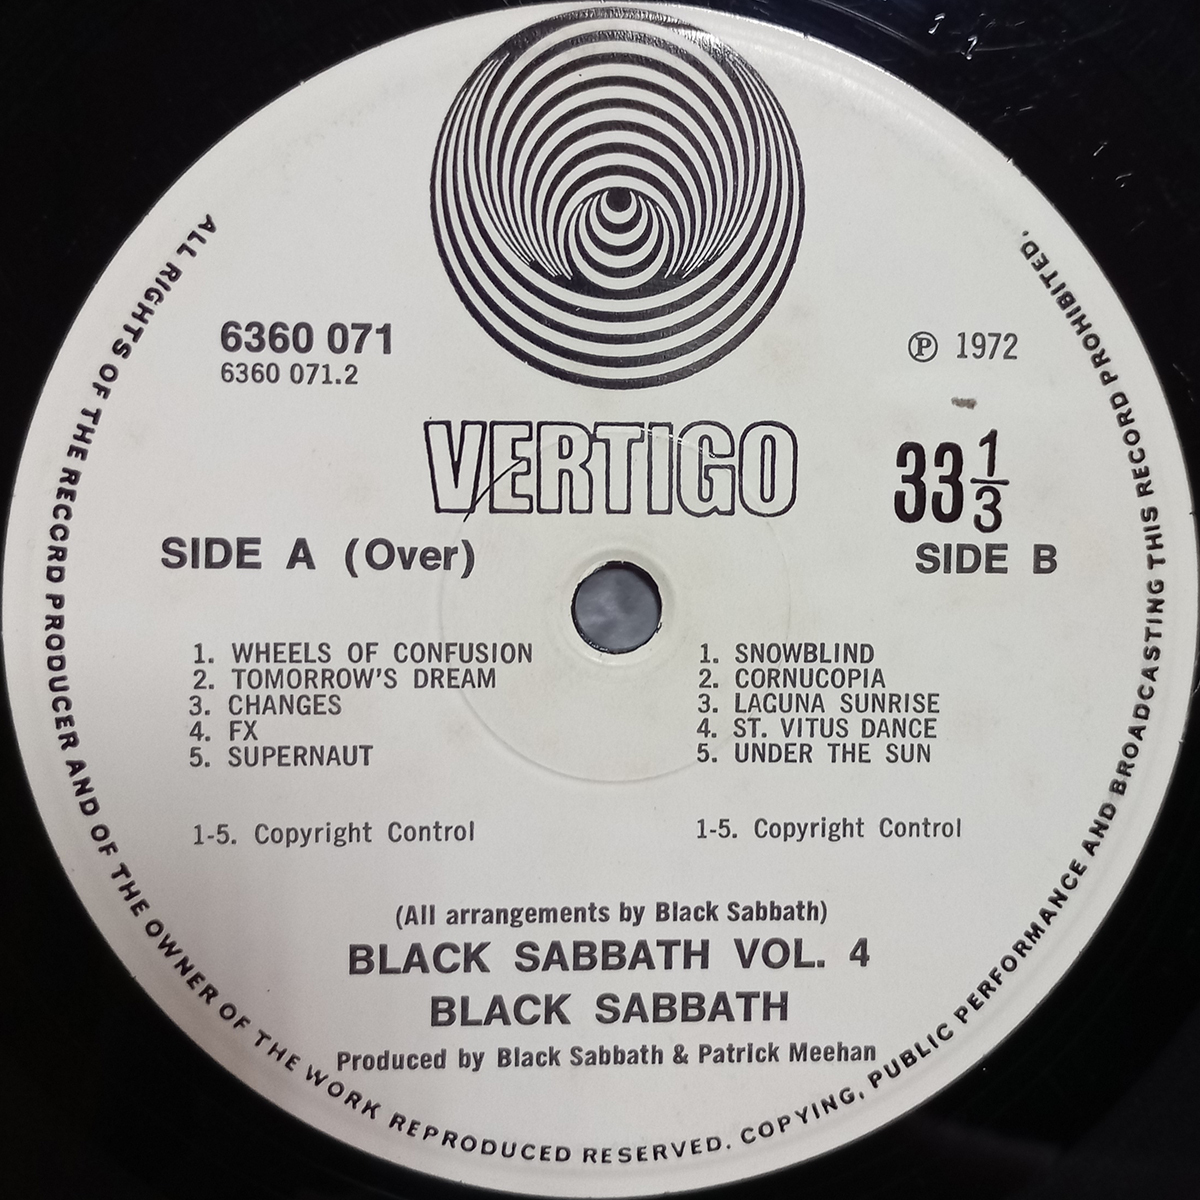 6360 071
6360 071.2
℗ 1972
VERTIGO
33 1/3
SIDE A (Over)
SIDE B
1. WHEELS OF CONFUSION
2. TOMORROW'S DREAM
3. CHANGES
4. FX
5. SUPERNAUT
1-5. Copyright Control
1. SNOWBLIND
2. CORNUCOPIA
3. LAGUNA SUNRISE
4. ST. VITUS DANCE
5. UNDER THE SUN
1-5. Copyright Control
(All arrangements by Black Sabbath)
BLACK SABBATH VOL. 4
BLACK SABBATH
Produced by Black Sabbath & Patrick Meehan
ALL RIGHTS OF THE RECORD PRODUCER AND OF THE OWNER OF THE WORK REPRODUCED RESERVED. COPYING, PUBLIC PERFORMANCE AND BROADCASTING THIS RECORD PROHIBITED.